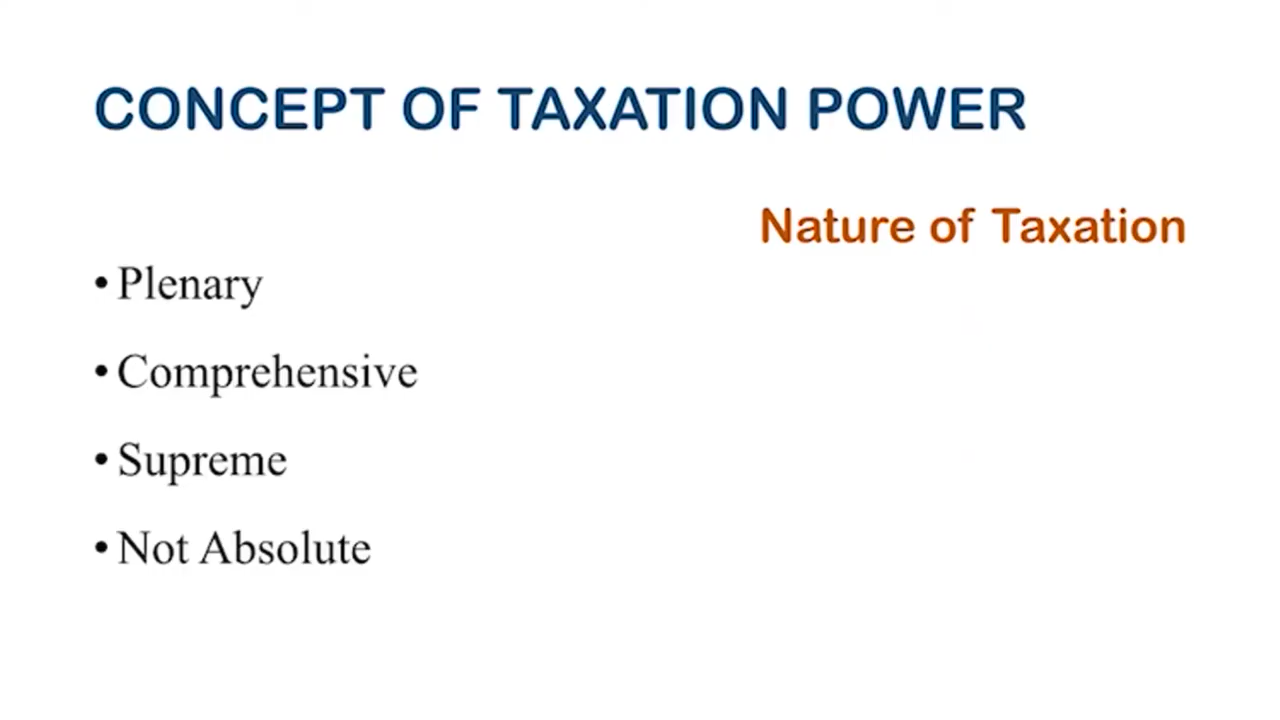 CONCEPT OF TAXATION POWER
Nature of Taxation
• Plenary
• Comprehensive
• Supreme
• Not Absolute